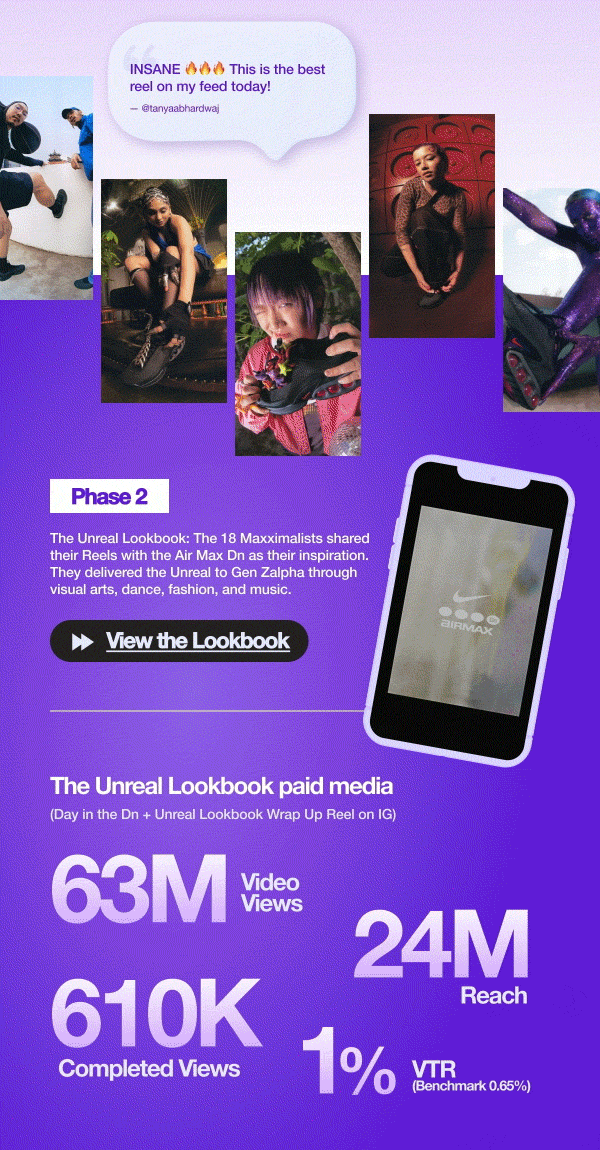 INSANE 🔥🔥🔥 This is the best
reel on my feed today!
— @tanyaabhardwaj
Phase 2
The Unreal Lookbook: The 18 Maxximalists shared
their Reels with the Air Max Dn as their inspiration.
They delivered the Unreal to Gen Zalpha through
visual arts, dance, fashion, and music.
View the Lookbook
AIRMAX
The Unreal Lookbook paid media
(Day in the Dn + Unreal Lookbook Wrap Up Reel on IG)
63M Video
Views
24M
Reach
610K
Completed Views
1% VTR
(Benchmark 0.65%)